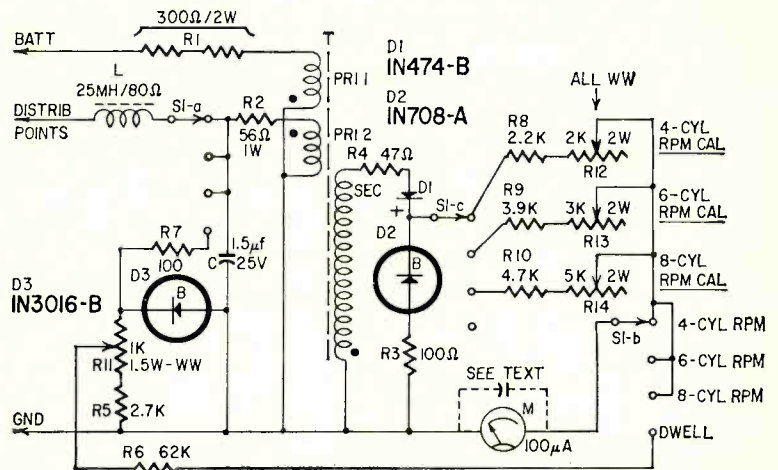 300Ω/2W
BATT
R1
T
D1
IN474-B
L
25MH/80Ω
D2
IN708-A
DISTRIB
POINTS
S1-a
R2
56Ω
1W
PRI1
PRI2
R4 47Ω
SEC
D1
+
S1-c
ALL WW
R8
2.2K
2K 2W
R12
4-CYL
RPM CAL
R9
3.9K
3K 2W
R13
6-CYL
RPM CAL
R10
4.7K
5K 2W
R14
8-CYL
RPM CAL
R7
100
1.5μf
C 25V
D2
B
D3
IN3016-B
D3
B
1K
R11 1.5W-WW
R3 100Ω
S1-b
4-CYL RPM
6-CYL RPM
8-CYL RPM
DWELL
R5 2.7K
SEE TEXT
M
100μA
GND
R6 62K